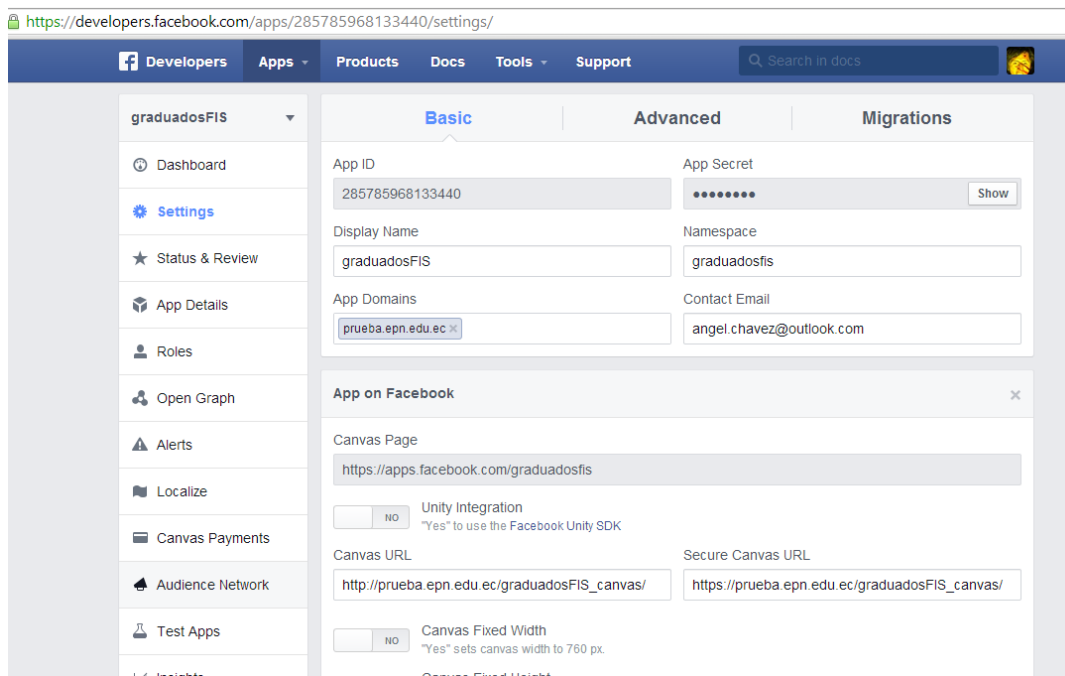 https://developers.facebook.com/apps/285785968133440/settings/
f Developers Apps Products Docs Tools Support Search in docs
graduadosFIS
Dashboard
Settings
Status & Review
App Details
Roles
Open Graph
Alerts
Localize
Canvas Payments
Audience Network
Test Apps
Insights
Basic Advanced Migrations
App ID App Secret
285785968133440 •••••••• Show
Display Name Namespace
graduadosFIS graduadosfis
App Domains Contact Email
prueba.epn.edu.ec × angel.chavez@outlook.com
App on Facebook ×
Canvas Page
https://apps.facebook.com/graduadosfis
NO Unity Integration
"Yes" to use the Facebook Unity SDK
Canvas URL Secure Canvas URL
http://prueba.epn.edu.ec/graduadosFIS_canvas/ https://prueba.epn.edu.ec/graduadosFIS_canvas/
NO Canvas Fixed Width
"Yes" sets canvas width to 760 px.
Canvas Fixed Height